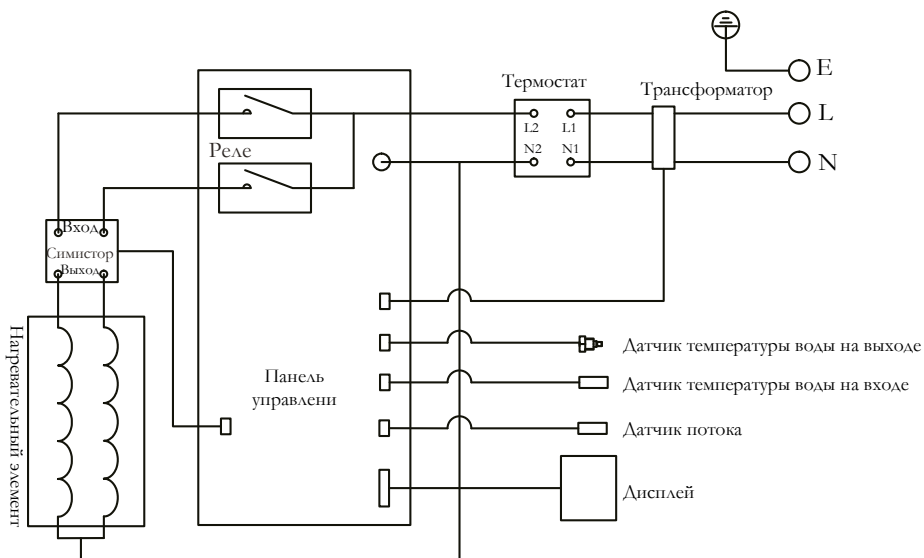 E
Термостат
Трансформатор
L
L2 L1
N2 N1
N
Реле
Вход
Симистор
Выход
Нагревательный элемент
Панель
управлени
Датчик температуры воды на выходе
Датчик температуры воды на входе
Датчик потока
Дисплей